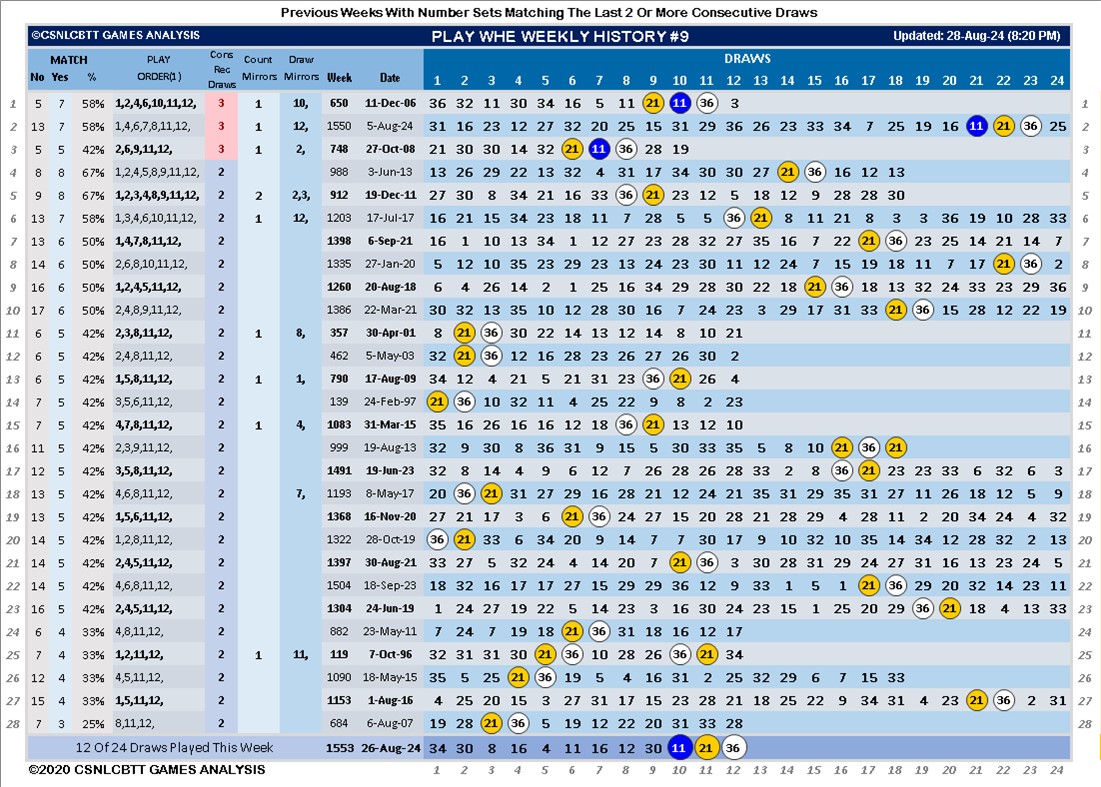 Previous Weeks With Number Sets Matching The Last 2 Or More Consecutive Draws
©CSNLCBTT GAMES ANALYSIS PLAY WHE WEEKLY HISTORY #9 Updated: 28-Aug-24 (8:20 PM)
MATCH PLAY Cons Count Draw DRAWS
No Yes % ORDER(1) Rec Draws Mirrors Mirrors Week Date 1 2 3 4 5 6 7 8 9 10 11 12 13 14 15 16 17 18 19 20 21 22 23 24
1 5 7 58% 1,2,4,6,10,11,12, 3 1 10, 650 11-Dec-06 36 32 11 30 34 16 5 11 21 11 36 3 1
2 13 7 58% 1,4,6,7,8,11,12, 3 1 12, 1550 5-Aug-24 31 16 23 12 27 32 20 25 15 31 29 36 26 23 33 34 7 25 19 16 11 21 36 25 2
3 5 5 42% 2,6,9,11,12, 3 1 2, 748 27-Oct-08 21 30 30 14 32 21 11 36 28 19 3
4 8 8 67% 1,2,4,5,8,9,11,12, 2 988 3-Jun-13 13 26 29 22 13 32 4 31 17 34 30 30 27 21 36 16 12 13 4
5 9 8 67% 1,2,3,4,8,9,11,12, 2 2 2,3, 912 19-Dec-11 27 30 8 34 21 16 33 36 21 23 12 5 18 12 9 28 28 30 5
6 13 7 58% 1,3,4,6,10,11,12, 2 1 12, 1203 17-Jul-17 16 21 15 34 23 18 11 7 28 5 5 36 21 8 11 21 8 3 3 36 19 10 28 33 6
7 13 6 50% 1,4,7,8,11,12, 2 1398 6-Sep-21 16 1 10 13 34 1 12 27 23 28 32 27 35 16 7 22 21 36 23 25 14 21 14 7 7
8 14 6 50% 2,6,8,10,11,12, 2 1335 27-Jan-20 5 12 10 35 23 29 23 13 24 23 30 11 12 24 7 15 19 18 11 7 17 21 36 2 8
9 16 6 50% 1,2,4,5,11,12, 2 1260 20-Aug-18 6 4 26 14 2 1 25 16 34 29 28 30 22 18 21 36 18 13 32 24 33 23 29 36 9
10 17 6 50% 2,4,8,9,11,12, 2 1386 22-Mar-21 30 32 13 35 10 12 28 30 16 7 24 23 3 29 17 31 33 21 36 15 28 12 22 19 10
11 6 5 42% 2,3,8,11,12, 2 1 8, 357 30-Apr-01 8 21 36 30 22 14 13 12 14 8 10 21 11
12 6 5 42% 2,4,8,11,12, 2 462 5-May-03 32 21 36 12 16 28 23 26 27 26 30 2 12
13 6 5 42% 1,5,8,11,12, 2 1 1, 790 17-Aug-09 34 12 4 21 5 21 31 23 36 21 26 4 13
14 7 5 42% 3,5,6,11,12, 2 139 24-Feb-97 21 36 10 32 11 4 25 22 9 8 2 23 14
15 7 5 42% 4,7,8,11,12, 2 1 4, 1083 31-Mar-15 35 16 26 16 16 12 18 36 21 13 12 10 15
16 11 5 42% 2,3,9,11,12, 2 999 19-Aug-13 32 9 30 8 36 31 9 15 5 30 33 35 5 8 10 21 36 21 16
17 12 5 42% 3,5,8,11,12, 2 1491 19-Jun-23 32 8 14 4 9 6 12 7 26 28 26 28 33 2 8 36 21 23 23 33 6 32 6 3 17
18 13 5 42% 4,6,8,11,12, 2 7, 1193 8-May-17 20 36 21 31 27 29 16 28 21 12 24 21 35 31 29 35 31 27 11 26 18 12 5 9 18
19 13 5 42% 1,5,6,11,12, 2 1368 16-Nov-20 27 21 17 3 6 21 36 24 27 15 20 28 21 28 29 4 28 11 2 20 34 24 4 32 19
20 14 5 42% 1,2,8,11,12, 2 1322 28-Oct-19 36 21 33 6 34 20 9 14 7 7 30 17 9 10 32 10 35 14 34 12 28 32 2 13 20
21 14 5 42% 2,4,5,11,12, 2 1397 30-Aug-21 33 27 5 32 24 4 14 20 7 21 36 3 30 28 31 29 24 27 31 16 13 23 24 5 21
22 14 5 42% 4,6,8,11,12, 2 1504 18-Sep-23 18 32 16 17 17 27 15 29 29 36 12 9 33 1 5 1 21 36 29 20 32 14 23 11 22
23 16 5 42% 2,4,5,11,12, 2 1304 24-Jun-19 1 24 27 19 22 5 14 23 3 16 30 24 23 15 1 25 20 29 36 21 18 4 13 33 23
24 6 4 33% 4,8,11,12, 2 882 23-May-11 7 24 7 19 18 21 36 31 18 16 12 17 24
25 7 4 33% 1,2,11,12, 2 1 11, 119 7-Oct-96 32 31 31 30 21 36 10 28 26 36 21 34 25
26 12 4 33% 4,5,11,12, 2 1090 18-May-15 35 5 25 21 36 19 5 4 16 31 2 25 32 29 6 7 15 33 26
27 15 4 33% 1,5,11,12, 2 1153 1-Aug-16 4 25 20 15 3 27 31 15 17 33 21 28 14 18 25 22 9 34 31 4 23 21 36 2 31 27
28 7 3 25% 8,11,12, 2 684 6-Aug-07 19 28 21 36 5 19 12 22 20 31 33 28 28
12 Of 24 Draws Played This Week 1553 26-Aug-24 34 30 8 16 4 11 16 12 30 11 21 36
©2020 CSNLCBTT GAMES ANALYSIS 1 2 3 4 5 6 7 8 9 10 11 12 13 14 15 16 17 18 19 20 21 22 23 24